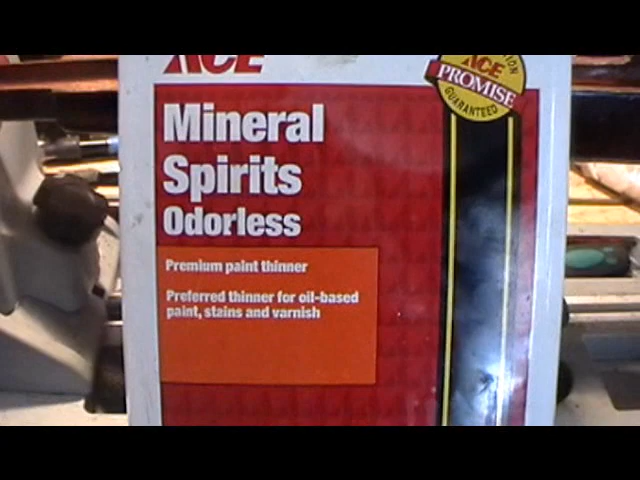 ACE
ACE
PROMISE
GUARANTEED
Mineral
Spirits
Odorless
Premium paint thinner
Preferred thinner for oil-based
paint, stains and varnish